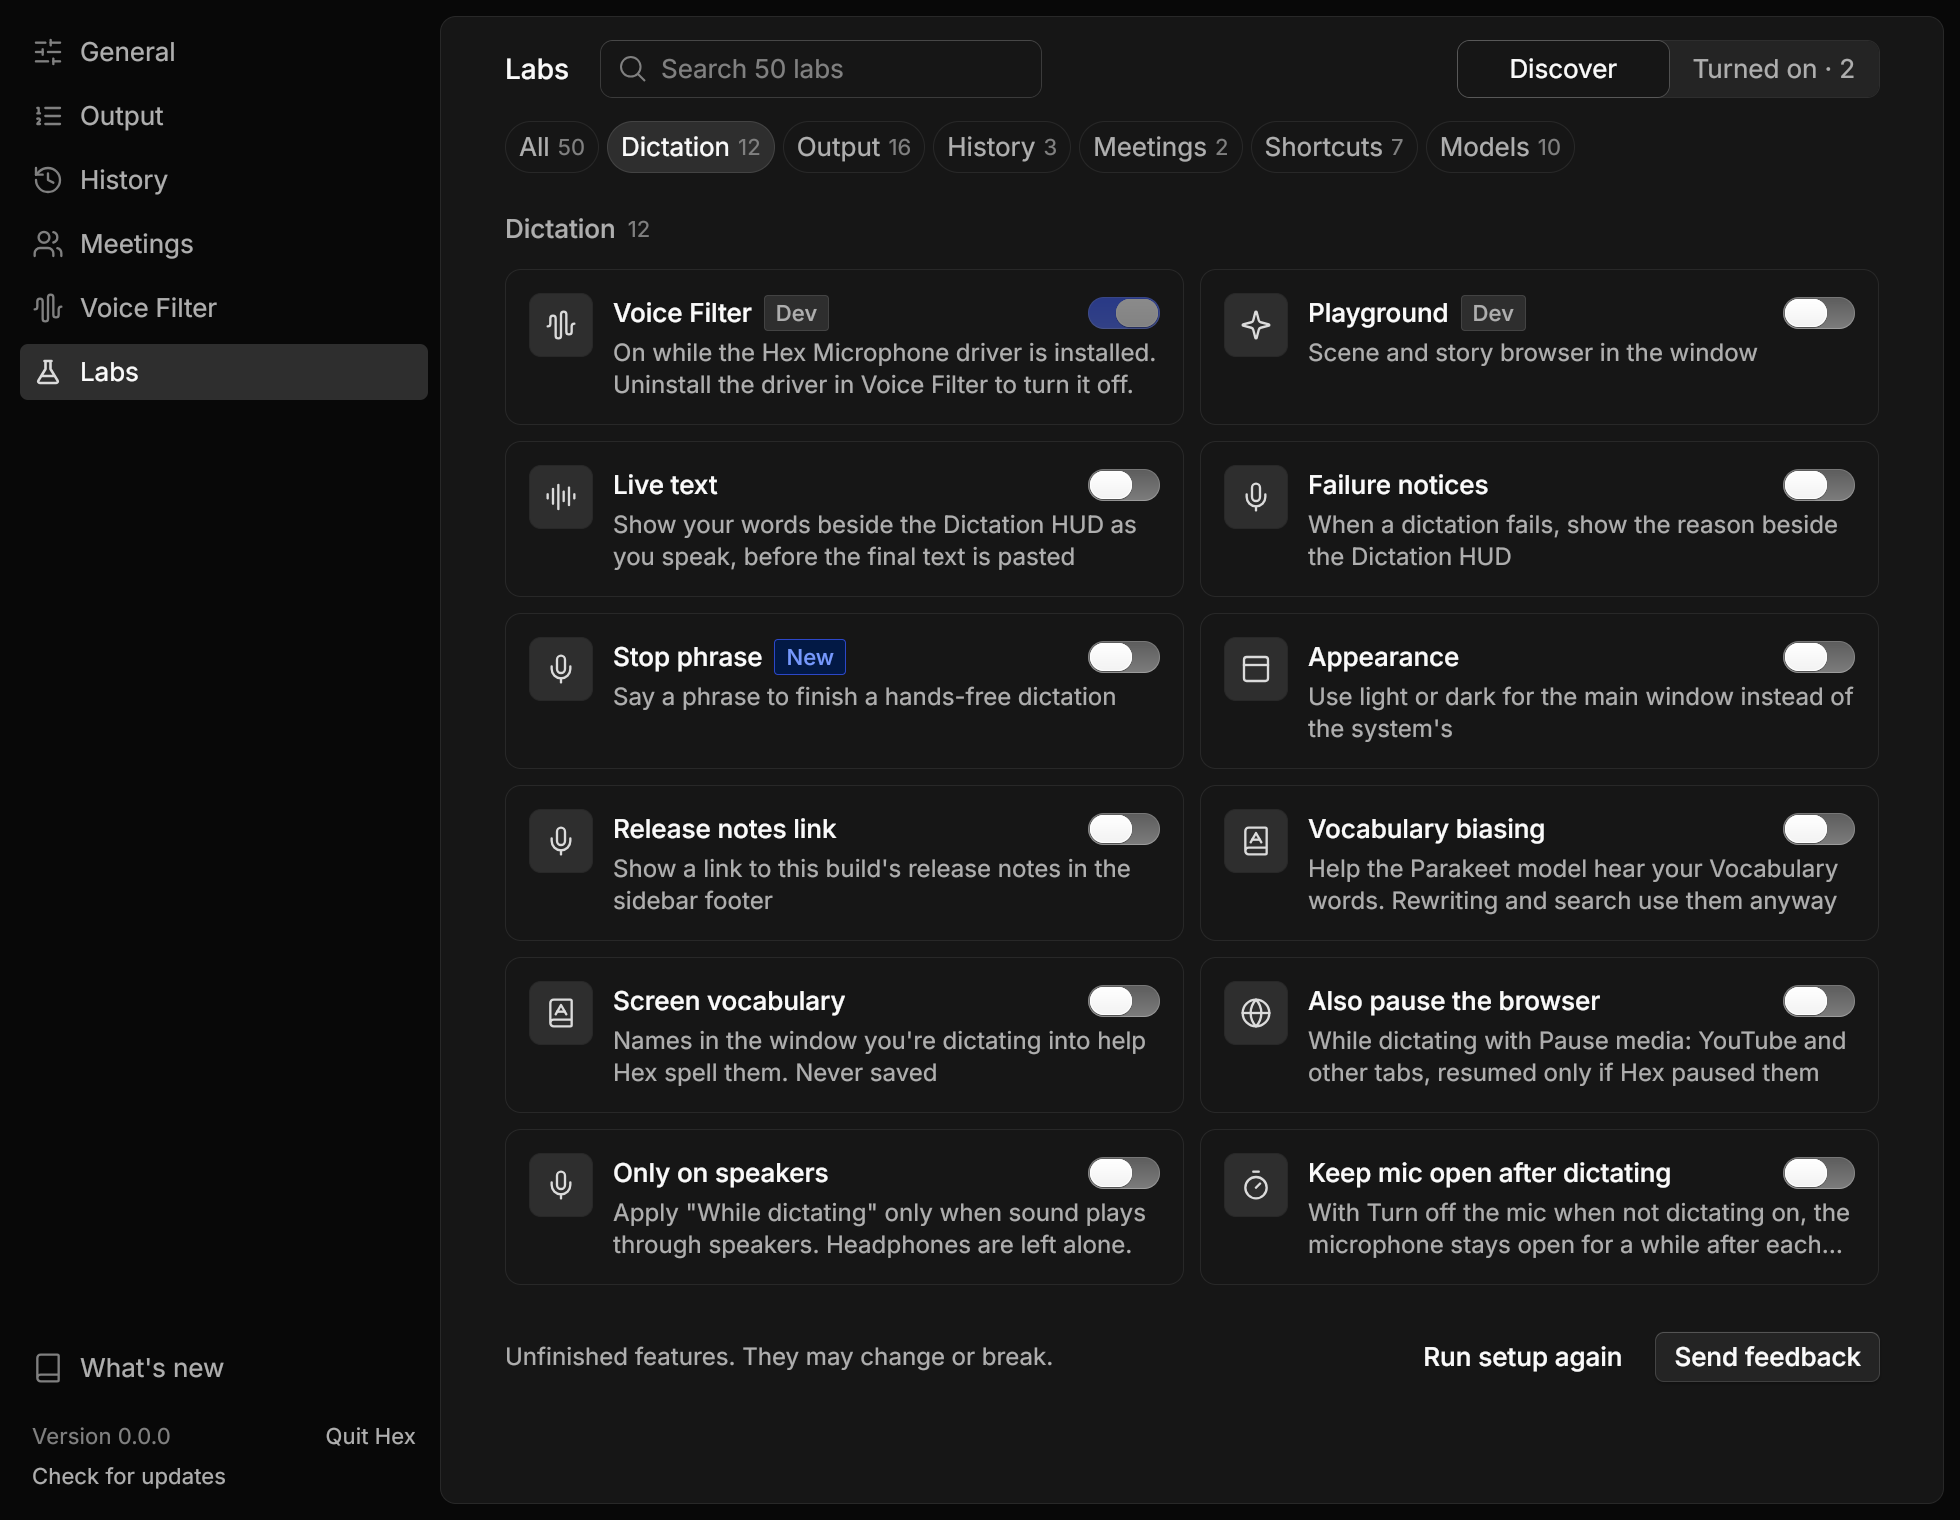 General
Output
History
Meetings
Voice Filter
Labs
What's new
Version 0.0.0
Quit Hex
Check for updates
Labs
Search 50 labs
Discover
Turned on · 2
All 50
Dictation 12
Output 16
History 3
Meetings 2
Shortcuts 7
Models 10
Dictation 12
Voice Filter Dev
On while the Hex Microphone driver is installed.
Uninstall the driver in Voice Filter to turn it off.
Playground Dev
Scene and story browser in the window
Live text
Show your words beside the Dictation HUD as
you speak, before the final text is pasted
Failure notices
When a dictation fails, show the reason beside
the Dictation HUD
Stop phrase New
Say a phrase to finish a hands-free dictation
Appearance
Use light or dark for the main window instead of
the system's
Release notes link
Show a link to this build's release notes in the
sidebar footer
Vocabulary biasing
Help the Parakeet model hear your Vocabulary
words. Rewriting and search use them anyway
Screen vocabulary
Names in the window you're dictating into help
Hex spell them. Never saved
Also pause the browser
While dictating with Pause media: YouTube and
other tabs, resumed only if Hex paused them
Only on speakers
Apply "While dictating" only when sound plays
through speakers. Headphones are left alone.
Keep mic open after dictating
With Turn off the mic when not dictating on, the
microphone stays open for a while after each...
Unfinished features. They may change or break.
Run setup again
Send feedback